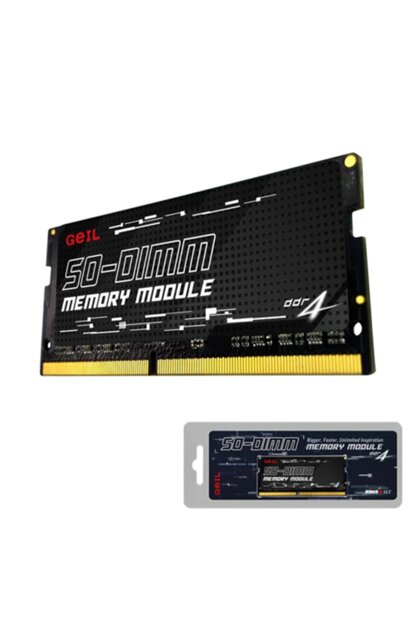 GeIL
SO-DIMM
MEMORY MODULE
ddr4
SO-DIMM
Bigger, Faster, Unlimited Inspiration
MEMORY MODULE
ddr4
GeIL
GeIL
SO-DIMM
MEMORY MODULE